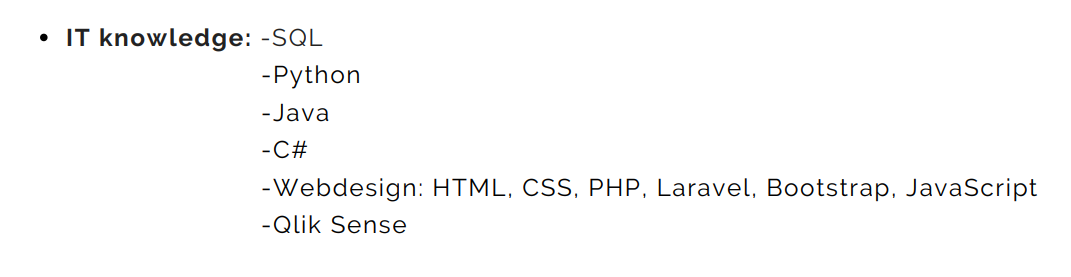 • IT knowledge: -SQL
-Python
-Java
-C#
-Webdesign: HTML, CSS, PHP, Laravel, Bootstrap, JavaScript
-Qlik Sense